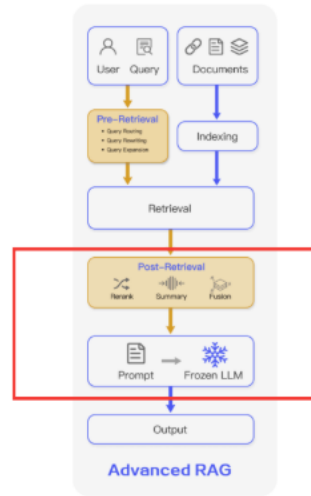 User Query
Documents
Pre-Retrieval
• Query Routing
• Query Rewriting
• Query Expansion
Indexing
Retrieval
Post-Retrieval
Rerank Summary Fusion
Prompt Frozen LLM
Output
Advanced RAG